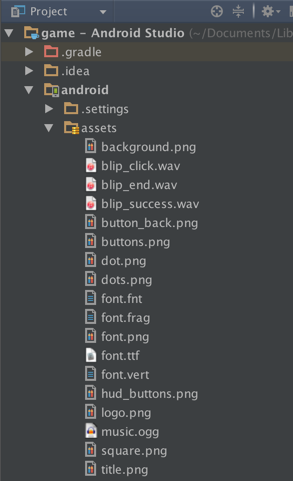 Project
game – Android Studio (~/Documents/Lib
.gradle
.idea
android
.settings
assets
background.png
blip_click.wav
blip_end.wav
blip_success.wav
button_back.png
buttons.png
dot.png
dots.png
font.fnt
font.frag
font.png
font.ttf
font.vert
hud_buttons.png
logo.png
music.ogg
square.png
title.png